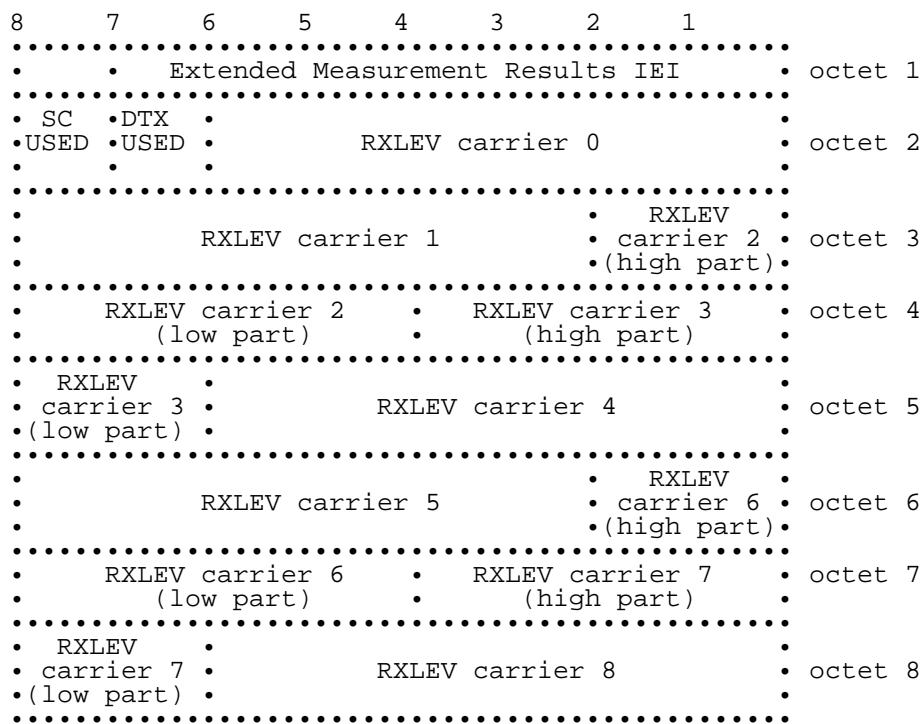 8 7 6 5 4 3 2 1
Extended Measurement Results IEI octet 1
SC DTX
USED USED RXLEV carrier 0 octet 2
RXLEV
RXLEV carrier 1 carrier 2 octet 3
(high part)
RXLEV carrier 2 RXLEV carrier 3 octet 4
(low part) (high part)
RXLEV
carrier 3 RXLEV carrier 4 octet 5
(low part)
RXLEV
RXLEV carrier 5 carrier 6 octet 6
(high part)
RXLEV carrier 6 RXLEV carrier 7 octet 7
(low part) (high part)
RXLEV
carrier 7 RXLEV carrier 8 octet 8
(low part)